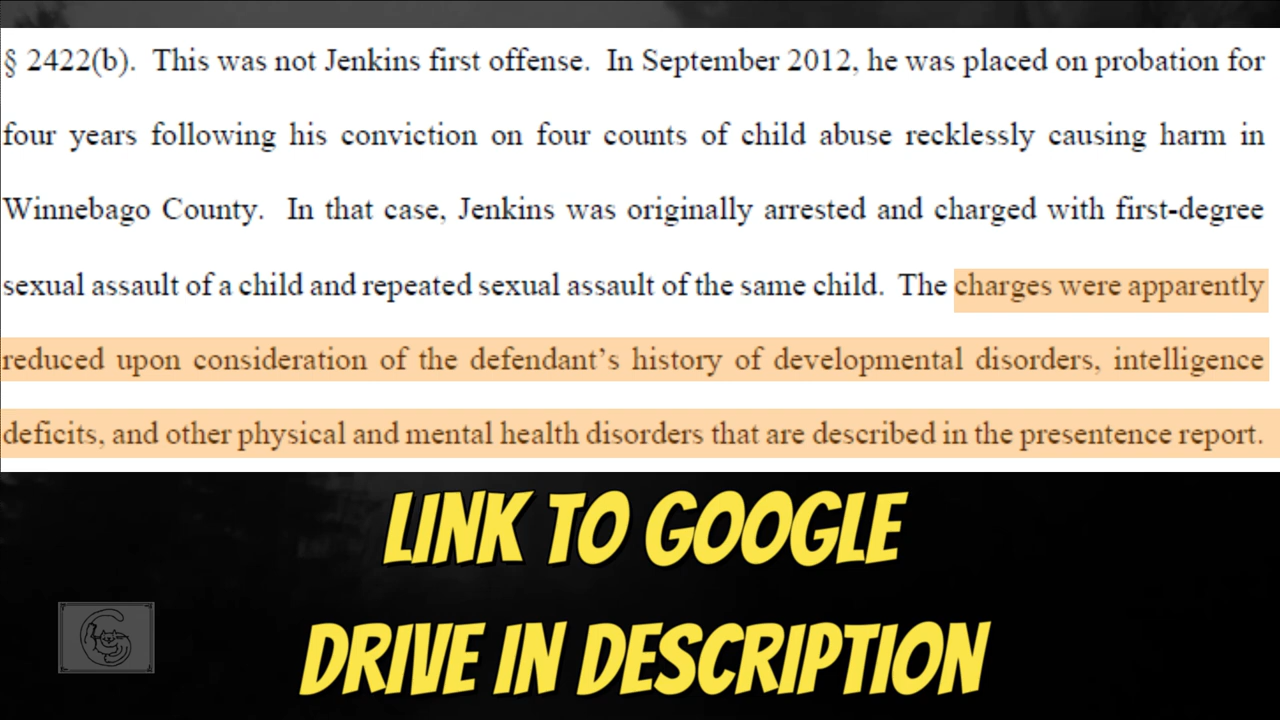 § 2422(b). This was not Jenkins first offense. In September 2012, he was placed on probation for
four years following his conviction on four counts of child abuse recklessly causing harm in
Winnebago County. In that case, Jenkins was originally arrested and charged with first-degree
sexual assault of a child and repeated sexual assault of the same child. The charges were apparently
reduced upon consideration of the defendant’s history of developmental disorders, intelligence
deficits, and other physical and mental health disorders that are described in the presentence report.
LINK TO GOOGLE
DRIVE IN DESCRIPTION